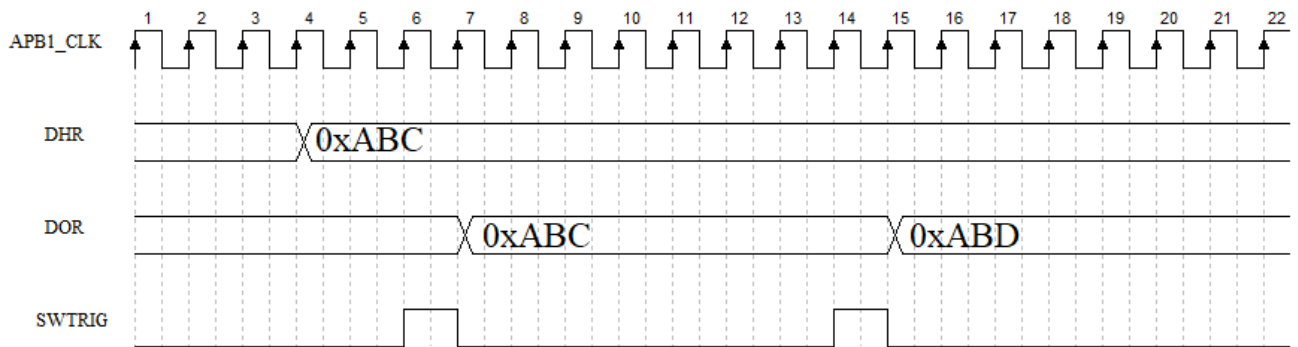 1 2 3 4 5 6 7 8 9 10 11 12 13 14 15 16 17 18 19 20 21 22
APB1_CLK
DHR 0xABC
DOR 0xABC 0xABD
SWTRIG